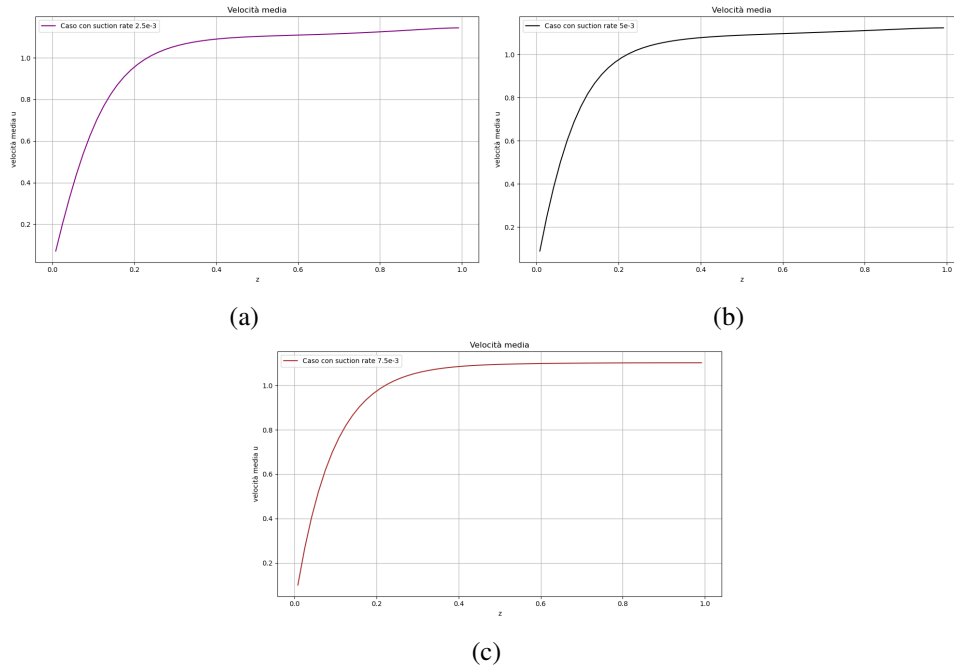 Velocità media
Caso con suction rate 2.5e-3
velocità media u
1.0
0.8
0.6
0.4
0.2
0.0 0.2 0.4 0.6 0.8 1.0
z
(a)
Velocità media
Caso con suction rate 5e-3
velocità media u
1.0
0.8
0.6
0.4
0.2
0.0 0.2 0.4 0.6 0.8 1.0
z
(b)
Velocità media
Caso con suction rate 7.5e-3
velocità media u
1.0
0.8
0.6
0.4
0.2
0.0 0.2 0.4 0.6 0.8 1.0
z
(c)